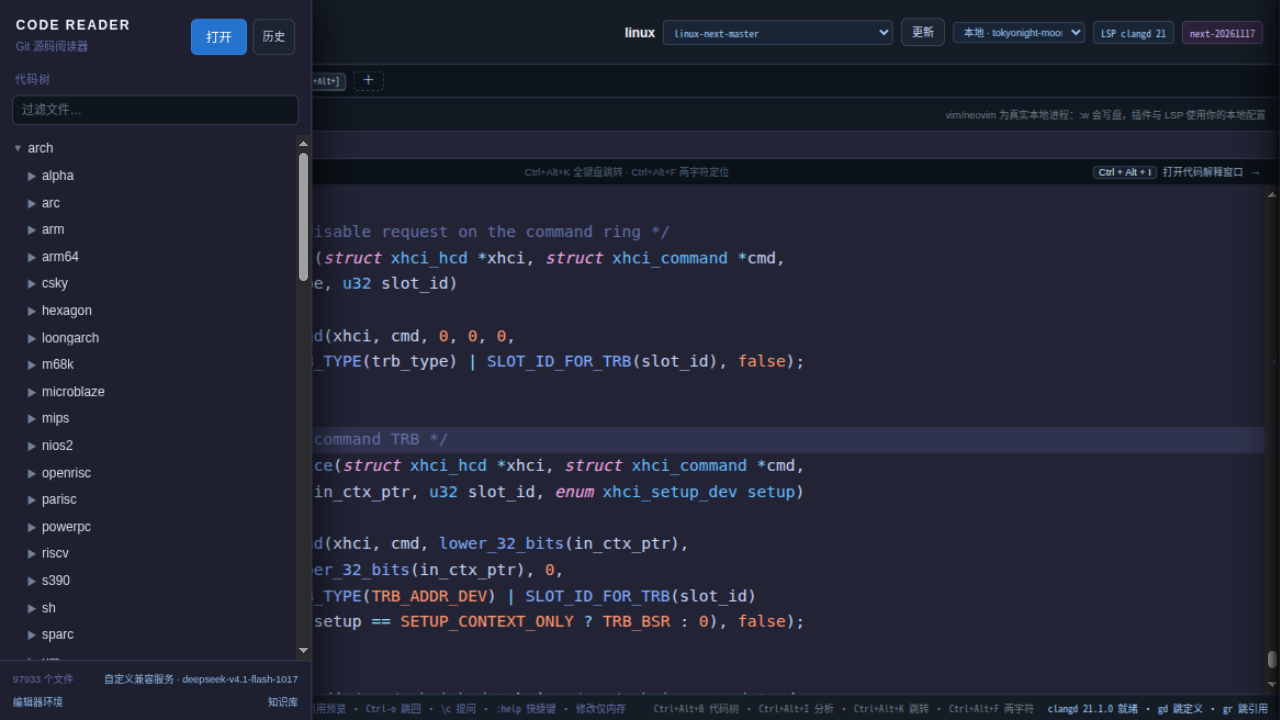 CODE READER
Git 源码阅读器
打开
历史
linux
linux-next-master
更新
本地 · tokyonight-moon
LSP clangd 21
next-20261117
代码树
+Alt+]
+
过滤文件…
vim/neovim 为真实本地进程: :w 会写盘，插件与 LSP 使用你的本地配置
Ctrl+Alt+K 全键盘跳转 · Ctrl+Alt+F 两字符定位
Ctrl + Alt + I 打开代码解释窗口 →
▾ arch
▶ alpha
▶ arc
▶ arm
▶ arm64
▶ csky
▶ hexagon
▶ loongarch
▶ m68k
▶ microblaze
▶ mips
▶ nios2
▶ openrisc
▶ parisc
▶ powerpc
▶ riscv
▶ s390
▶ sh
▶ sparc
isable request on the command ring */
(struct xhci_hcd *xhci, struct xhci_command *cmd,
e, u32 slot_id)
d(xhci, cmd, 0, 0, 0,
_TYPE(trb_type) | SLOT_ID_FOR_TRB(slot_id), false);
command TRB */
ce(struct xhci_hcd *xhci, struct xhci_command *cmd,
in_ctx_ptr, u32 slot_id, enum xhci_setup_dev setup)
d(xhci, cmd, lower_32_bits(in_ctx_ptr),
er_32_bits(in_ctx_ptr), 0,
_TYPE(TRB_ADDR_DEV) | SLOT_ID_FOR_TRB(slot_id)
setup == SETUP_CONTEXT_ONLY ? TRB_BSR : 0), false);
97933 个文件
自定义兼容服务 · deepseek-v4.1-flash-1017
编辑器环境
知识库
用预览 · Ctrl-o 跳回 · \c 提问 · :help 快捷键 · 修改仅内存
Ctrl+Alt+B 代码树 · Ctrl+Alt+I 分析 · Ctrl+Alt+K 跳转 · Ctrl+Alt+F 两字符
clangd 21.1.0 就绪 · gd 跳定义 · gr 跳引用